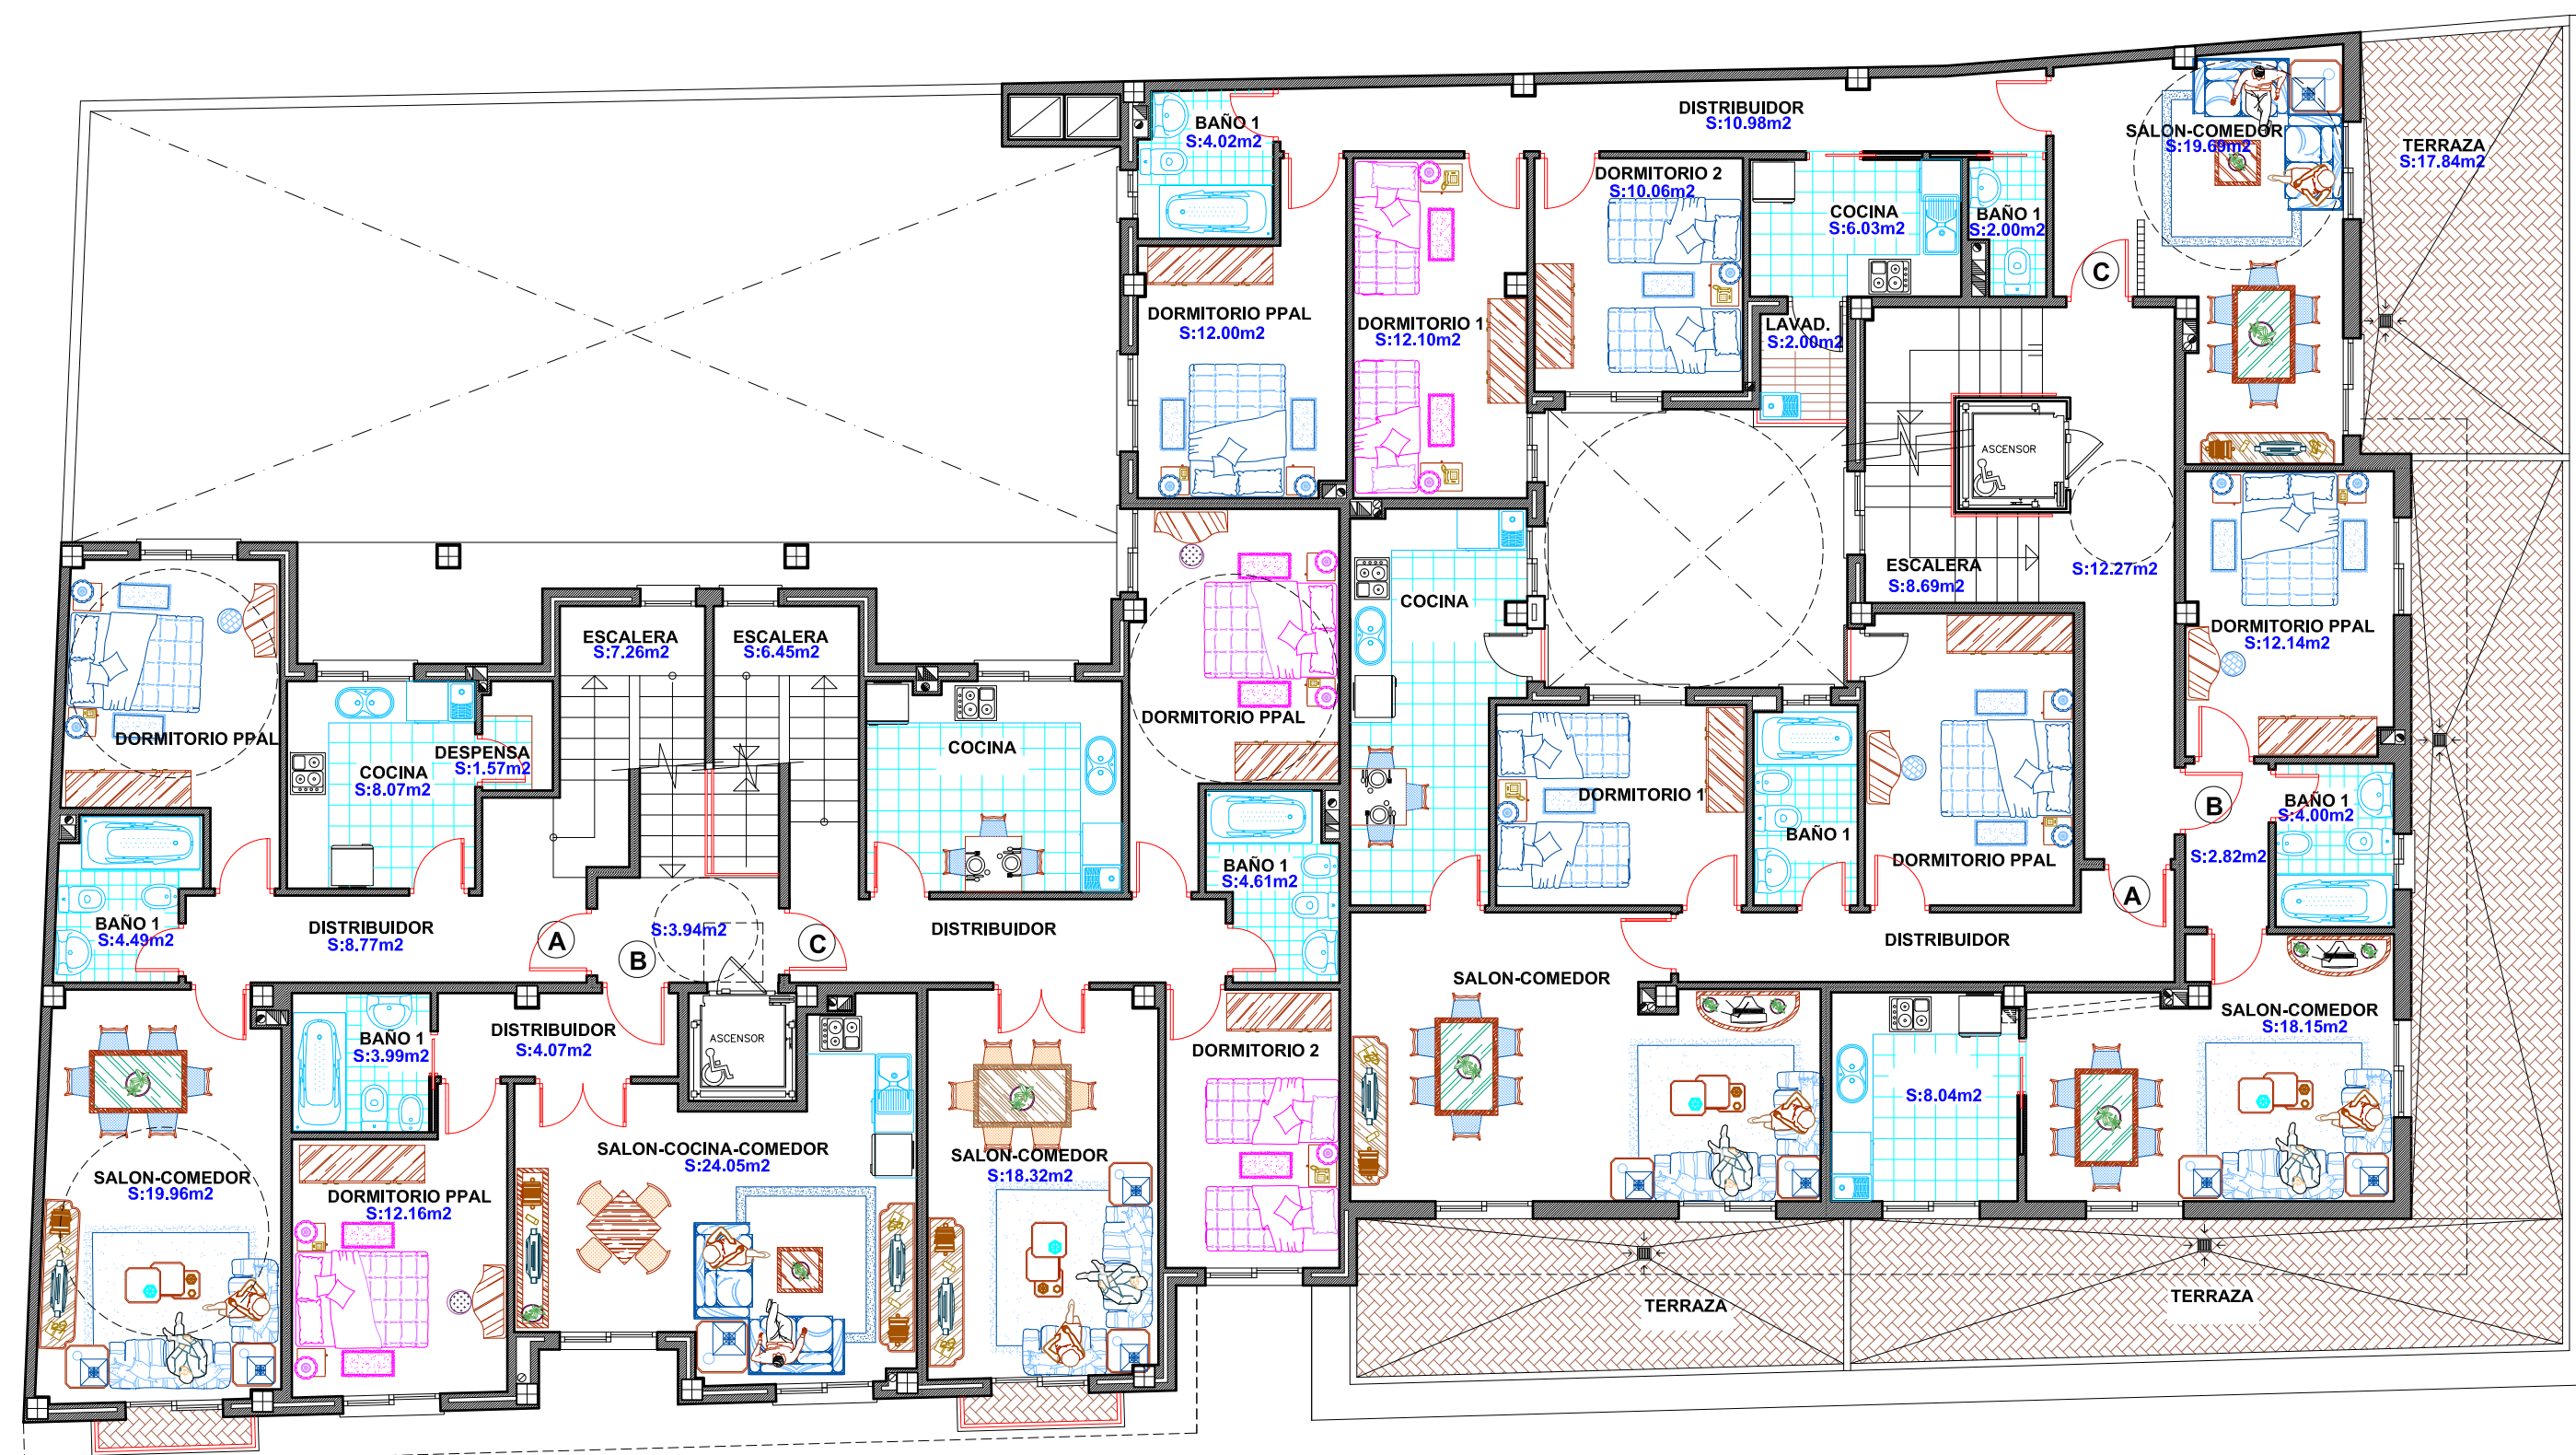 BAÑO 1
S:4.02m2
DISTRIBUIDOR
S:10.98m2
SALON-COMEDOR
S:19.69m2
TERRAZA
S:17.84m2
DORMITORIO 2
S:10.06m2
COCINA
S:6.03m2
BAÑO 1
S:2.00m2
C
DORMITORIO PPAL
S:12.00m2
DORMITORIO 1
S:12.10m2
LAVAD.
S:2.00m2
ASCENSOR
ESCALERA
S:8.69m2
S:12.27m2
DORMITORIO PPAL
S:12.14m2
COCINA
ESCALERA
S:7.26m2
ESCALERA
S:6.45m2
DORMITORIO PPAL
DORMITORIO PPAL
DESPENSA
S:1.57m2
COCINA
S:8.07m2
COCINA
DORMITORIO 1
BAÑO 1
DORMITORIO PPAL
B
BAÑO 1
S:4.00m2
S:2.82m2
A
BAÑO 1
S:4.61m2
BAÑO 1
S:4.49m2
DISTRIBUIDOR
S:8.77m2
A
B
S:3.94m2
C
DISTRIBUIDOR
DISTRIBUIDOR
SALON-COMEDOR
SALON-COMEDOR
S:18.15m2
BAÑO 1
S:3.99m2
DISTRIBUIDOR
S:4.07m2
ASCENSOR
DORMITORIO 2
S:8.04m2
SALON-COMEDOR
S:19.96m2
DORMITORIO PPAL
S:12.16m2
SALON-COCINA-COMEDOR
S:24.05m2
SALON-COMEDOR
S:18.32m2
TERRAZA
TERRAZA